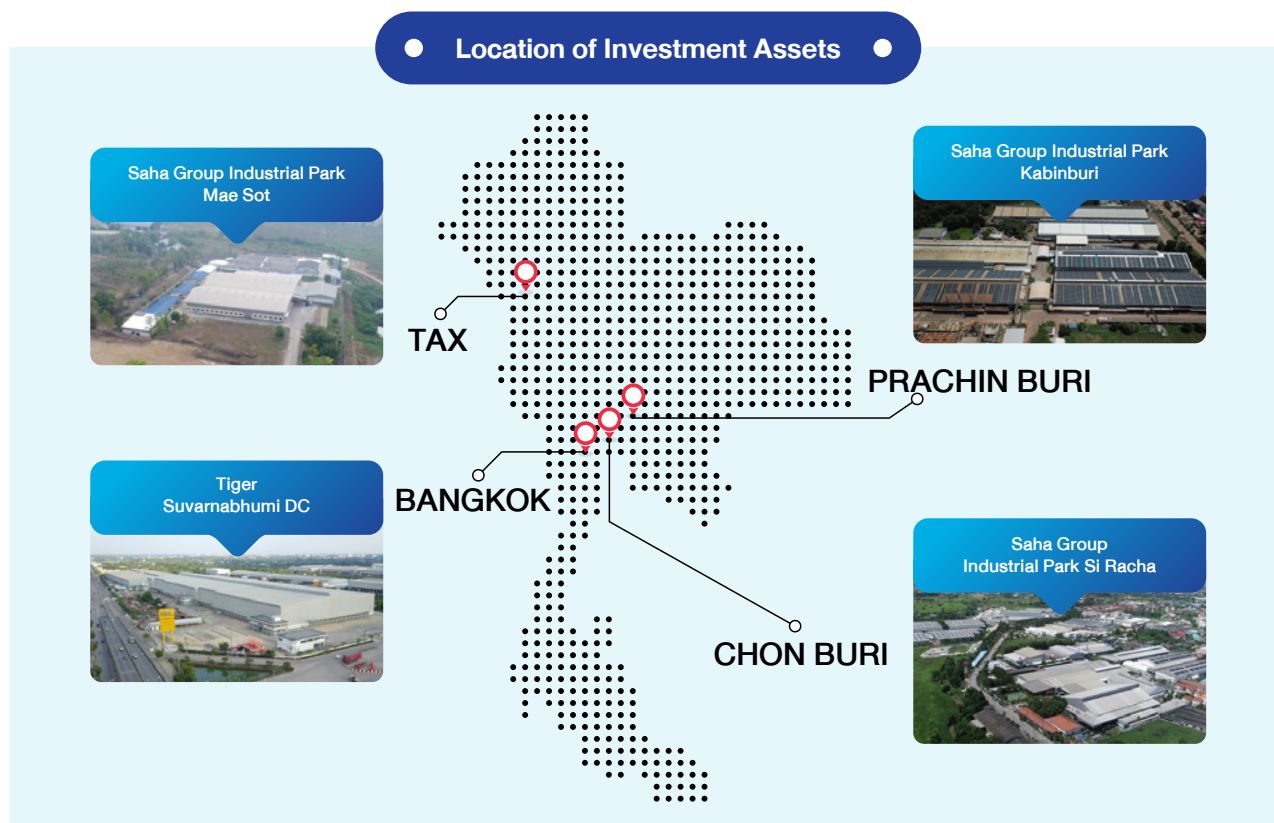 Location of Investment Assets
Saha Group Industrial Park
Mae Sot
Saha Group Industrial Park
Kabinburi
TAX
PRACHIN BURI
Tiger
Suvarnabhumi DC
BANGKOK
Saha Group
Industrial Park Si Racha
CHON BURI